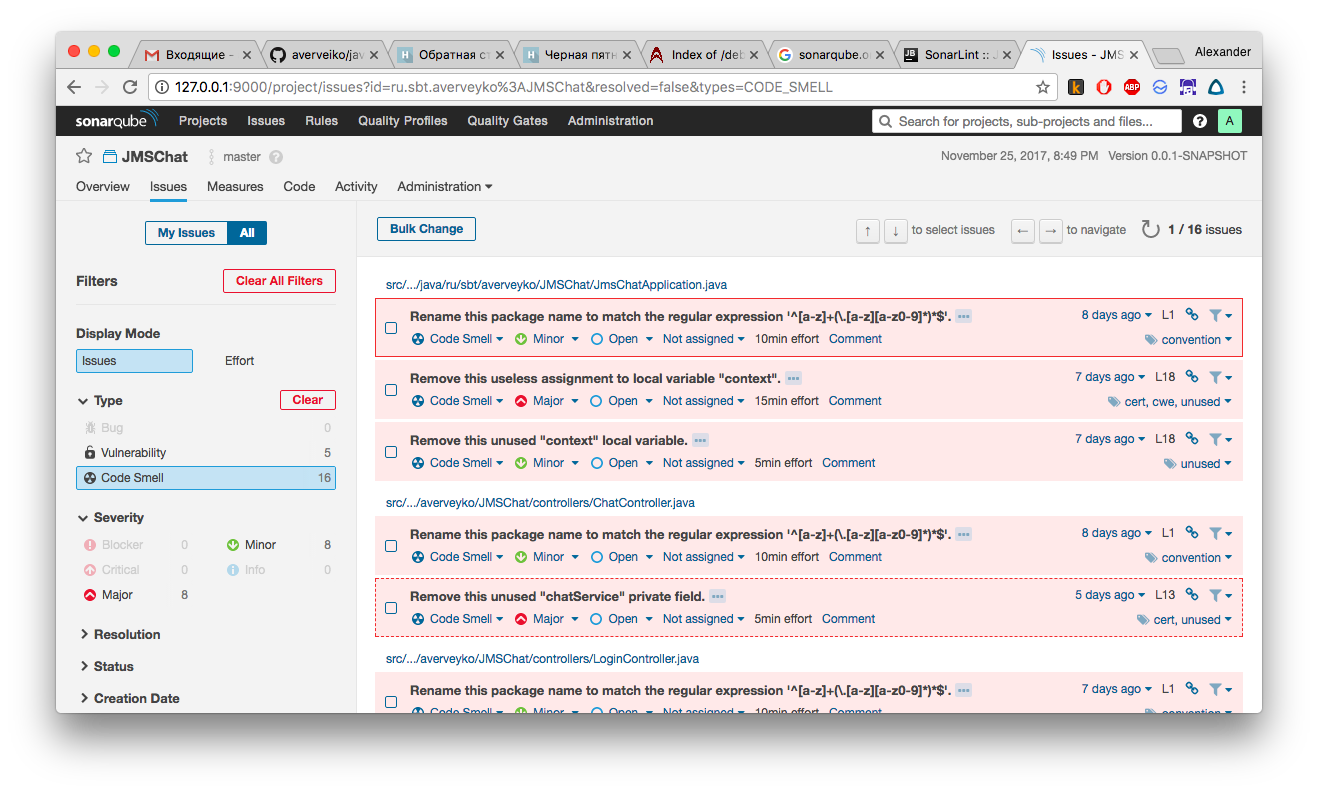 Входящие -
averveiko/jav
Обратная ст
Черная пятн
Index of /deb
sonarqube.o
SonarLint :: J
Issues - JMS
Alexander
127.0.0.1:9000/project/issues?id=ru.sbt.averveyko%3AJMSChat&resolved=false&types=CODE_SMELL
sonarqube Projects Issues Rules Quality Profiles Quality Gates Administration Search for projects, sub-projects and files... ? A
JMSChat master ? November 25, 2017, 8:49 PM Version 0.0.1-SNAPSHOT
Overview Issues Measures Code Activity Administration
My Issues All
Bulk Change ↑ ↓ to select issues ← → to navigate 1 / 16 issues
Filters Clear All Filters
Display Mode
Issues Effort
Type Clear
Bug 0
Vulnerability 5
Code Smell 16
Severity
Blocker 0 Minor 8
Critical 0 Info 0
Major 8
Resolution
Status
Creation Date
src/.../java/ru/sbt/averveyko/JMSChat/JmsChatApplication.java
Rename this package name to match the regular expression '^[a-z]+(\.[a-z][a-z0-9]*)*$'. ... 8 days ago L1
Code Smell Minor Open Not assigned 10min effort Comment convention
Remove this useless assignment to local variable "context". ... 7 days ago L18
Code Smell Major Open Not assigned 15min effort Comment cert, cwe, unused
Remove this unused "context" local variable. ... 7 days ago L18
Code Smell Minor Open Not assigned 5min effort Comment unused
src/.../averveyko/JMSChat/controllers/ChatController.java
Rename this package name to match the regular expression '^[a-z]+(\.[a-z][a-z0-9]*)*$'. ... 8 days ago L1
Code Smell Minor Open Not assigned 10min effort Comment convention
Remove this unused "chatService" private field. ... 5 days ago L13
Code Smell Major Open Not assigned 5min effort Comment cert, unused
src/.../averveyko/JMSChat/controllers/LoginController.java
Rename this package name to match the regular expression '^[a-z]+(\.[a-z][a-z0-9]*)*$'. ... 7 days ago L1
Code Smell Minor Open Not assigned 10min effort Comment convention